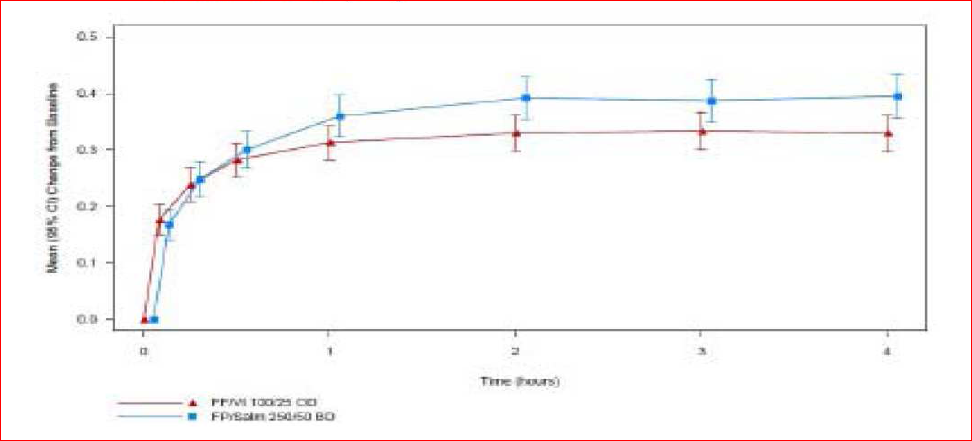 Mean (95% CI) Change from Baseline
0.5
0.4
0.3
0.2
0.1
0.0
0 1 2 3 4
Time (hours)
FF/VI 100/25 OD
FP/Salm 250/50 BD